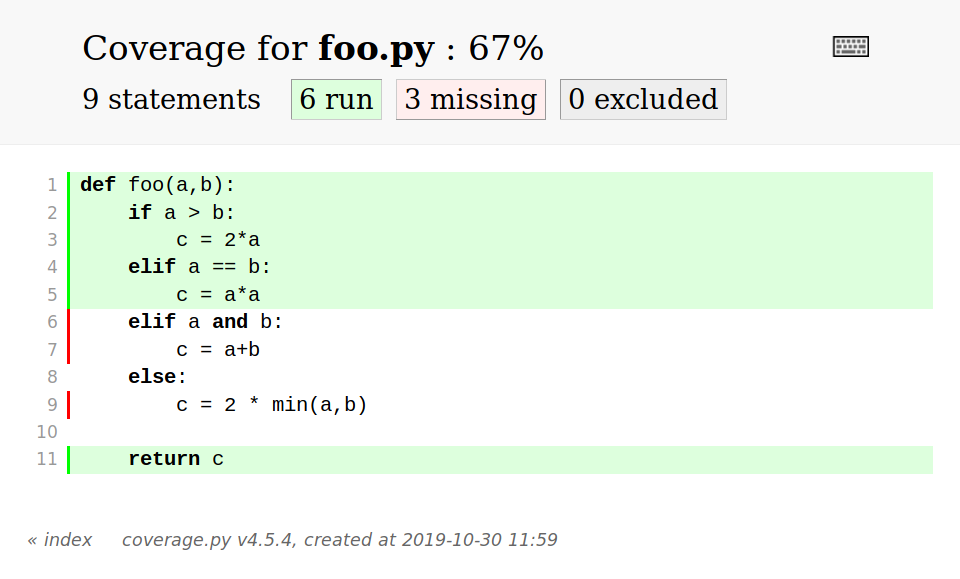 Coverage for foo.py : 67%
9 statements 6 run 3 missing 0 excluded
1 def foo(a,b):
2     if a > b:
3         c = 2*a
4     elif a == b:
5         c = a*a
6     elif a and b:
7         c = a+b
8     else:
9         c = 2 * min(a,b)
10
11     return c
« index coverage.py v4.5.4, created at 2019-10-30 11:59